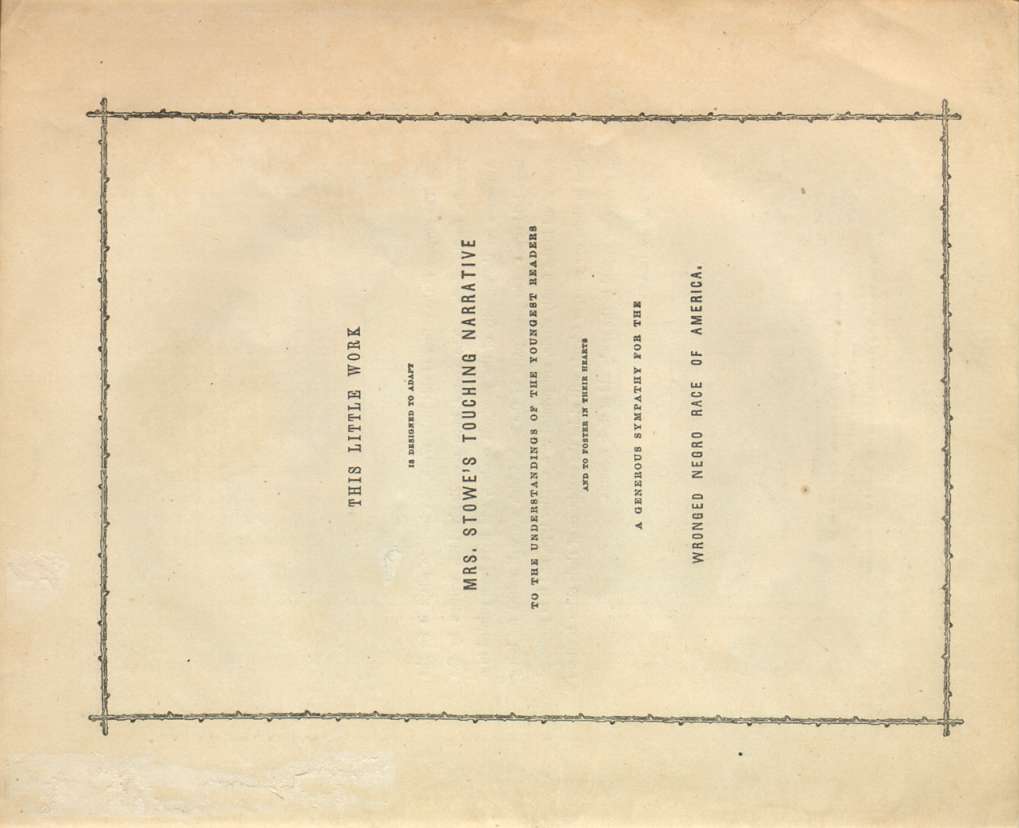 THIS LITTLE WORK
IS DESIGNED TO ADAPT
MRS. STOWE'S TOUCHING NARRATIVE
TO THE UNDERSTANDINGS OF THE YOUNGEST READERS
AND TO FOSTER IN THEIR HEARTS
A GENEROUS SYMPATHY FOR THE
WRONGED NEGRO RACE OF AMERICA.